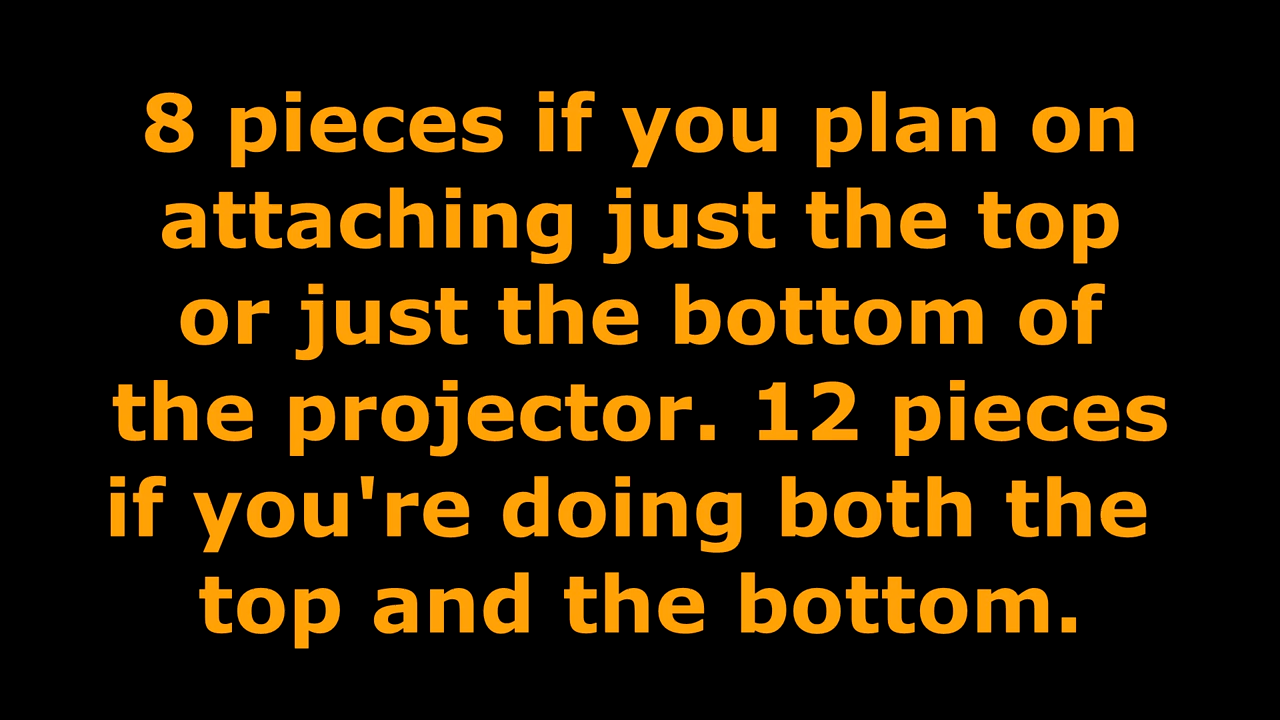 8 pieces if you plan on
attaching just the top
or just the bottom of
the projector. 12 pieces
if you're doing both the
top and the bottom.